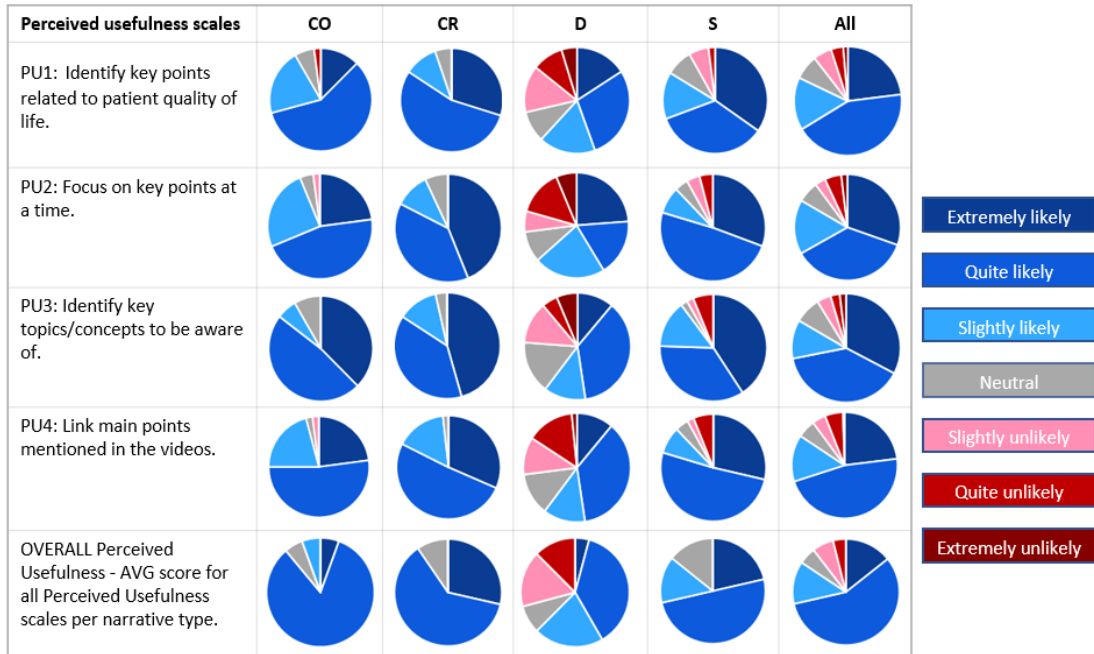 Perceived usefulness scales CO CR D S All
PU1: Identify key points
related to patient quality of
life.
PU2: Focus on key points at
a time.
Extremely likely
Quite likely
PU3: Identify key
topics/concepts to be aware
of.
Slightly likely
Neutral
PU4: Link main points
mentioned in the videos.
Slightly unlikely
Quite unlikely
OVERALL Perceived
Usefulness - AVG score for
all Perceived Usefulness
scales per narrative type.
Extremely unlikely